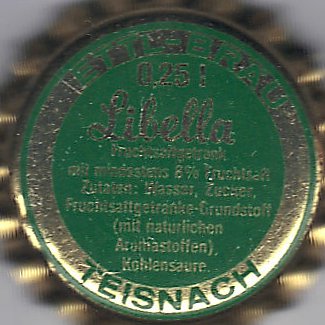 0,25 l
Libella
Fruchtsaftgetränk
mit mindestens 6% Fruchtsaft
Zutaten: Wasser, Zucker,
Fruchtsaftgetränke-Grundstoff
(mit natürlichen
Aromastoffen),
Kohlensäure.
TEISNACH